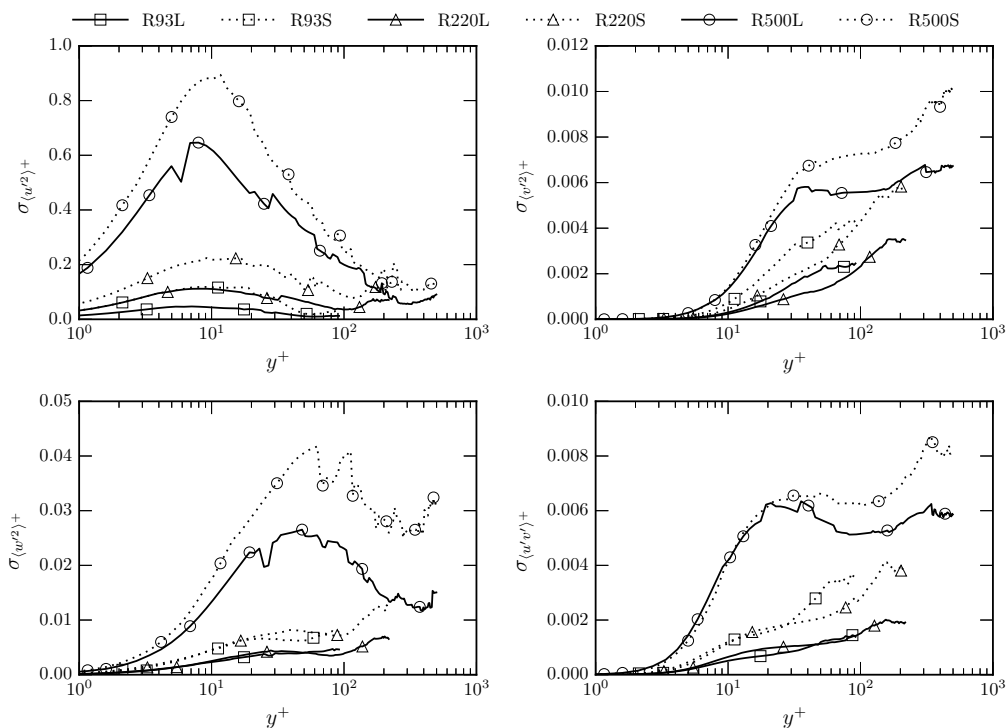 R93L R93S R220L R220S R500L R500S
1.0 0.8 0.6 0.4 0.2 0.0
σ⟨u′2⟩+
10^0 10^1 10^2 10^3
y+
0.012 0.010 0.008 0.006 0.004 0.002 0.000
σ⟨v′2⟩+
10^0 10^1 10^2 10^3
y+
0.05 0.04 0.03 0.02 0.01 0.00
σ⟨w′2⟩+
10^0 10^1 10^2 10^3
y+
0.010 0.008 0.006 0.004 0.002 0.000
σ⟨u′v′⟩+
10^0 10^1 10^2 10^3
y+